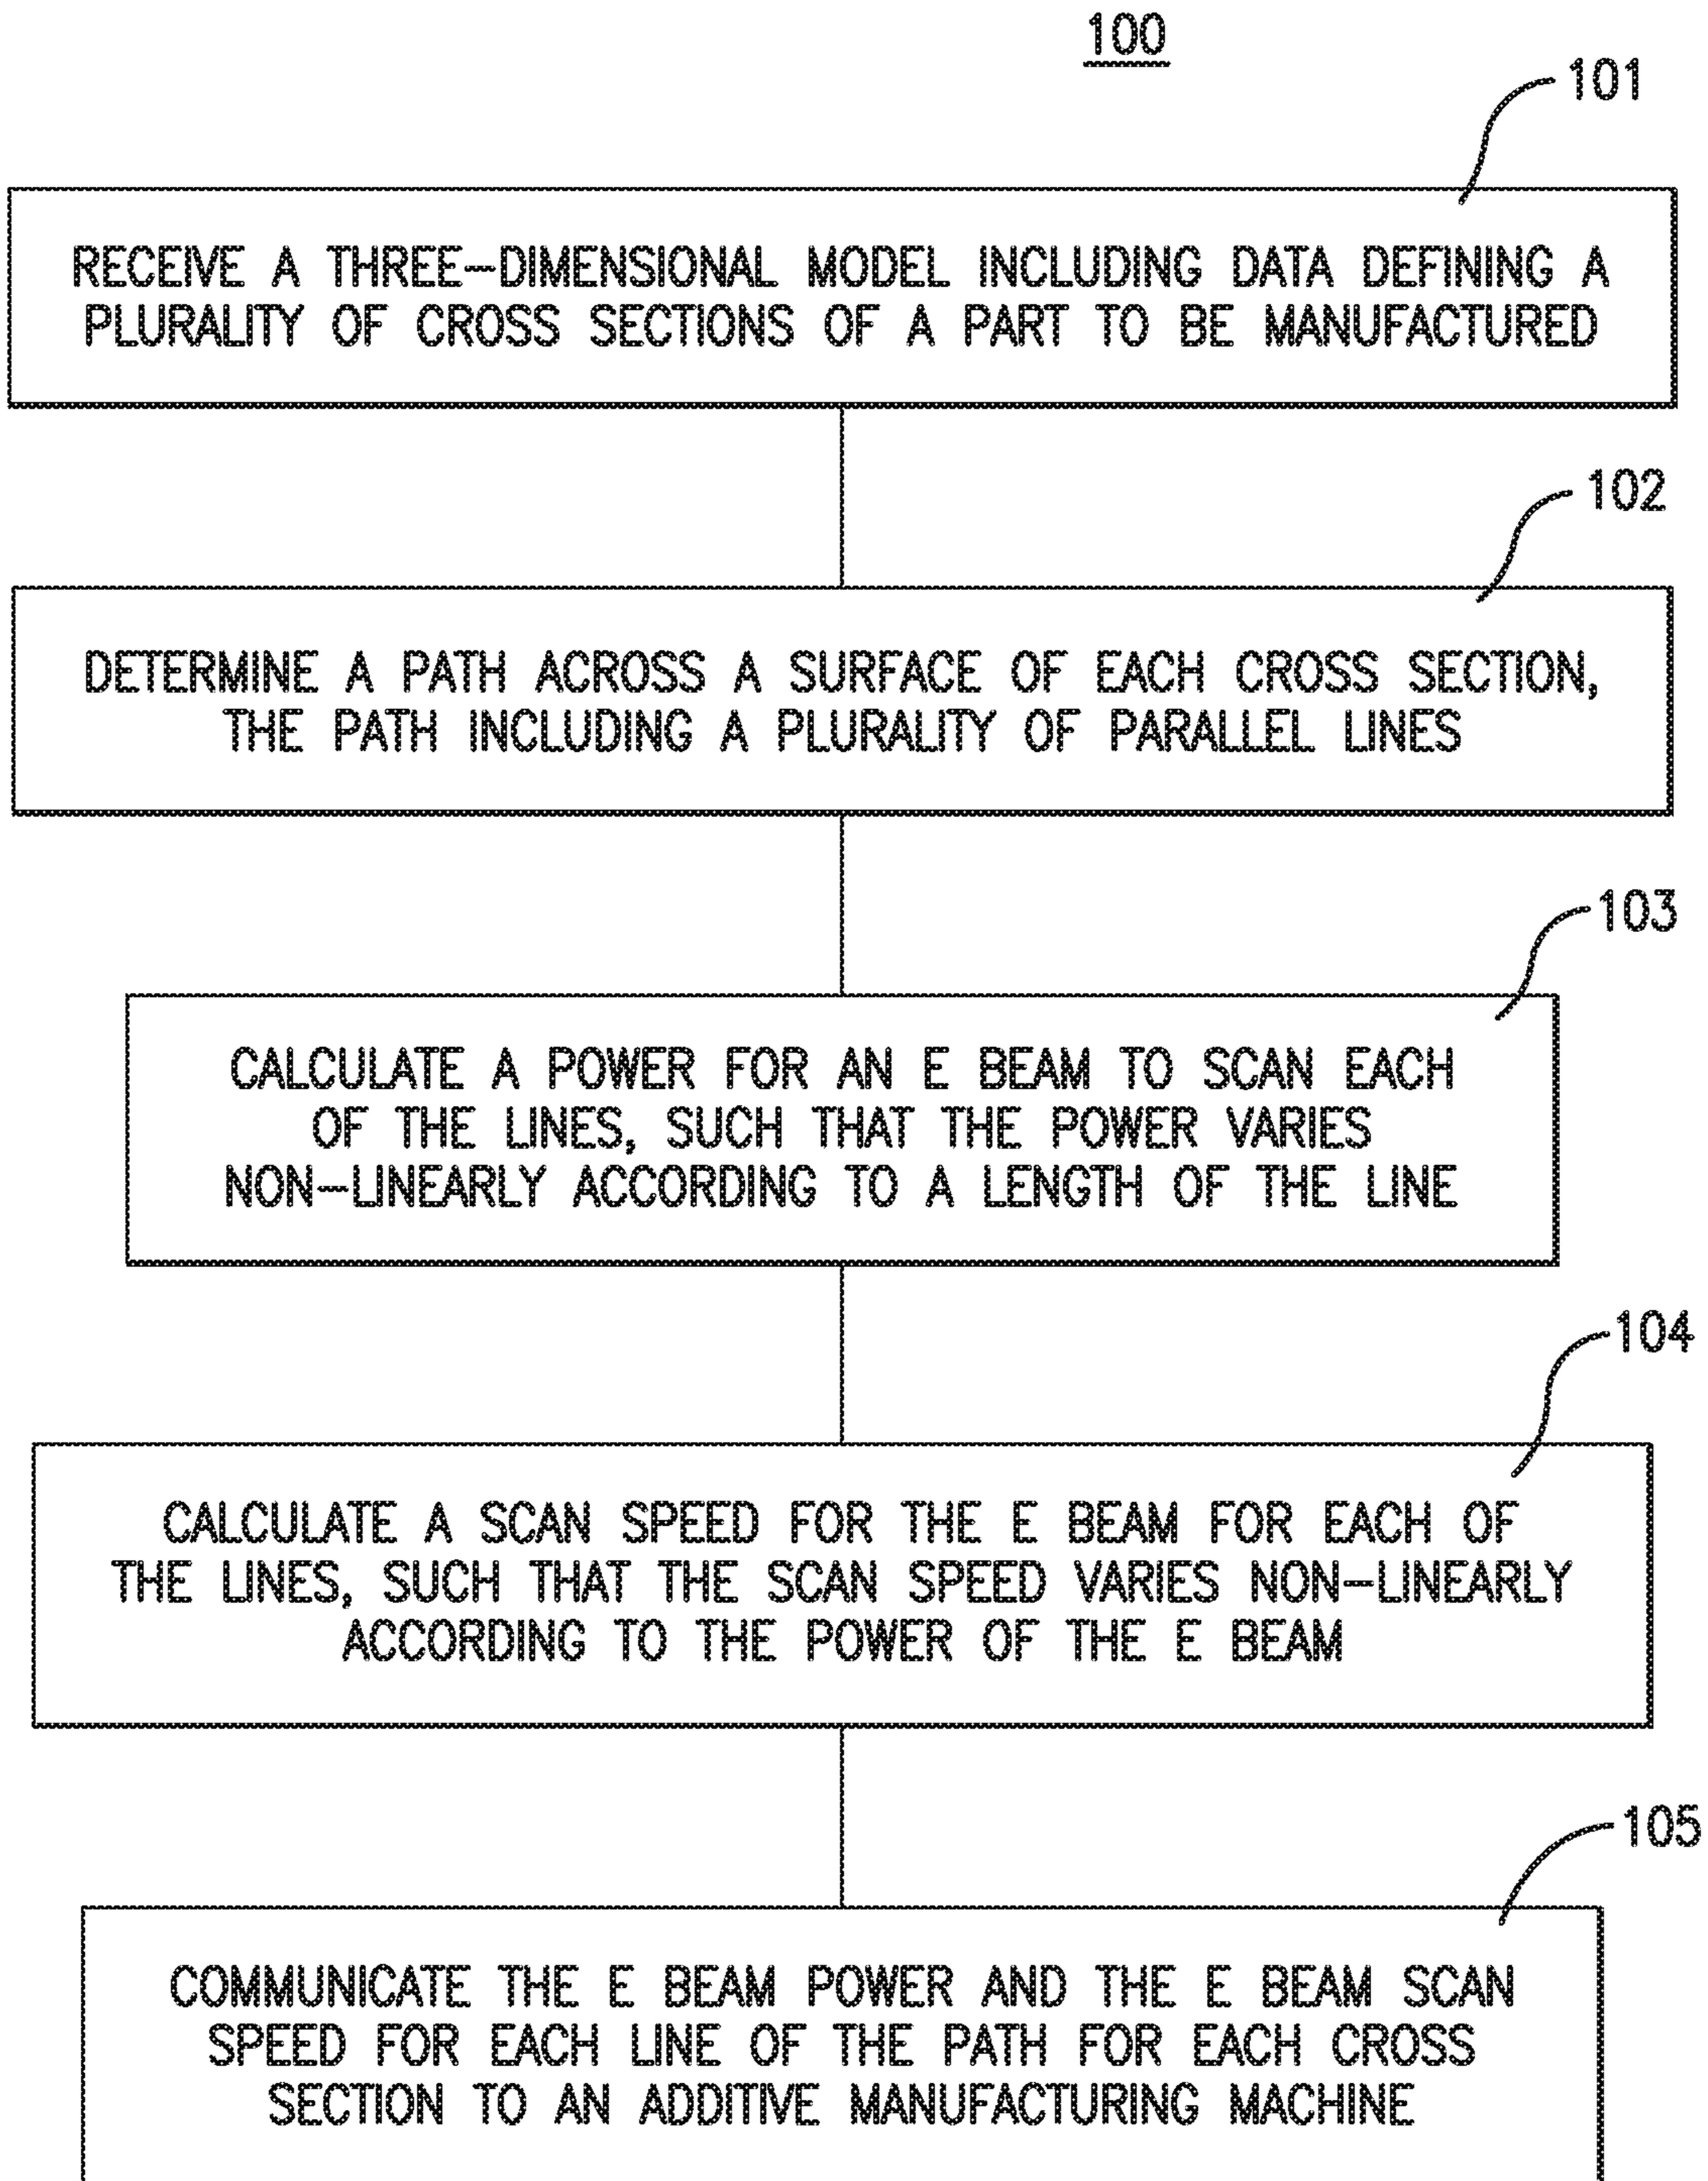 100
101
RECEIVE A THREE-DIMENSIONAL MODEL INCLUDING DATA DEFINING A
PLURALITY OF CROSS SECTIONS OF A PART TO BE MANUFACTURED
102
DETERMINE A PATH ACROSS A SURFACE OF EACH CROSS SECTION,
THE PATH INCLUDING A PLURALITY OF PARALLEL LINES
103
CALCULATE A POWER FOR AN E BEAM TO SCAN EACH
OF THE LINES, SUCH THAT THE POWER VARIES
NON-LINEARLY ACCORDING TO A LENGTH OF THE LINE
104
CALCULATE A SCAN SPEED FOR THE E BEAM FOR EACH OF
THE LINES, SUCH THAT THE SCAN SPEED VARIES NON-LINEARLY
ACCORDING TO THE POWER OF THE E BEAM
105
COMMUNICATE THE E BEAM POWER AND THE E BEAM SCAN
SPEED FOR EACH LINE OF THE PATH FOR EACH CROSS
SECTION TO AN ADDITIVE MANUFACTURING MACHINE